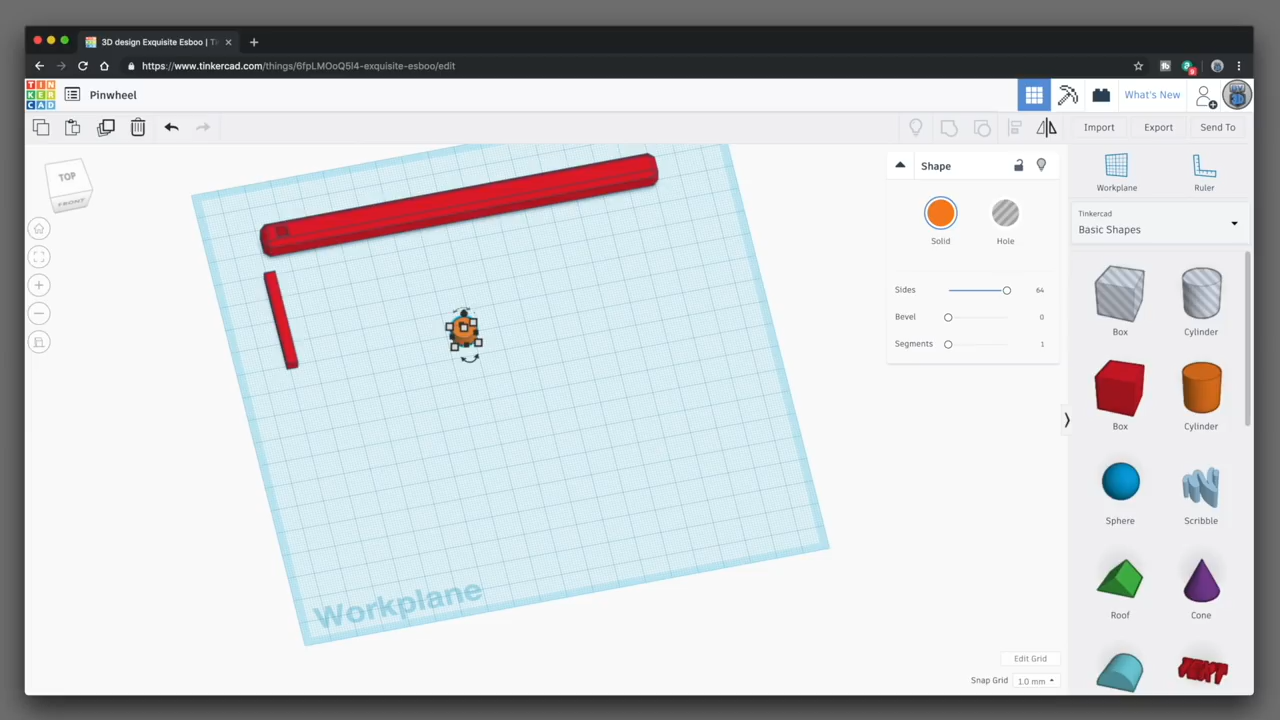 3D design Exquisite Esboo | Ti
https://www.tinkercad.com/things/6fpLMOoQ5l4-exquisite-esboo/edit
TIN
KER
CAD
Pinwheel
What's New
Import
Export
Send To
TOP
FRONT
Shape
Solid
Hole
Sides
64
Bevel
0
Segments
1
Workplane
Ruler
Tinkercad
Basic Shapes
Box
Cylinder
Box
Cylinder
Sphere
Scribble
Roof
Cone
TEXT
Workplane
Edit Grid
Snap Grid
1.0 mm